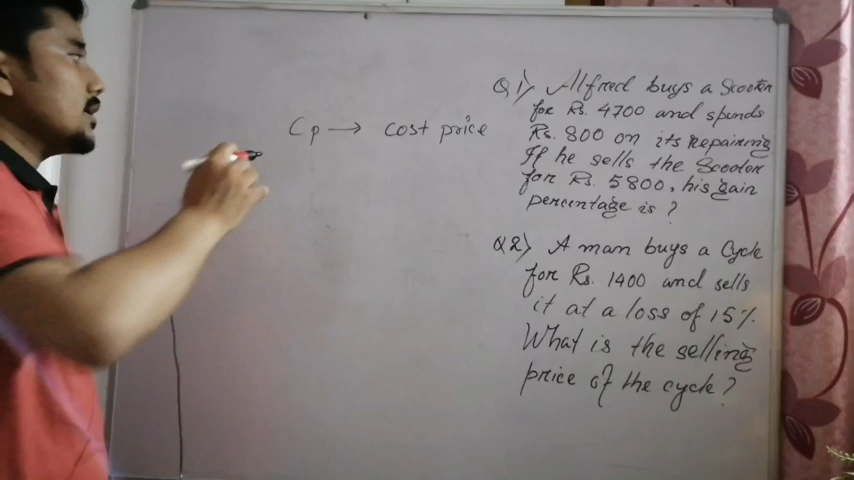 Cp → cost price
Q1) Alfred buys a Scooter
for Rs. 4700 and spends
Rs. 800 on its repairing
If he sells the Scooter
for Rs. 5800, his gain
percentage is ?
Q2) A man buys a Cycle
for Rs. 1400 and sells
it at a loss of 15%.
What is the selling
price of the cycle?